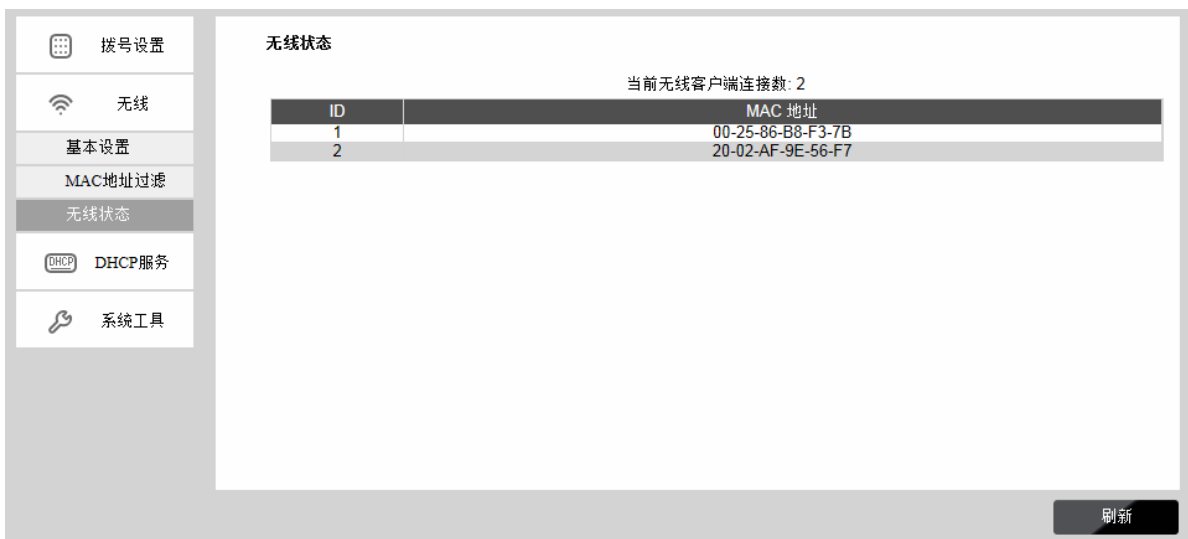 拨号设置
无线
基本设置
MAC地址过滤
无线状态
DHCP
DHCP服务
系统工具
无线状态
当前无线客户端连接数: 2
ID MAC 地址
1 00-25-86-B8-F3-7B
2 20-02-AF-9E-56-F7
刷新